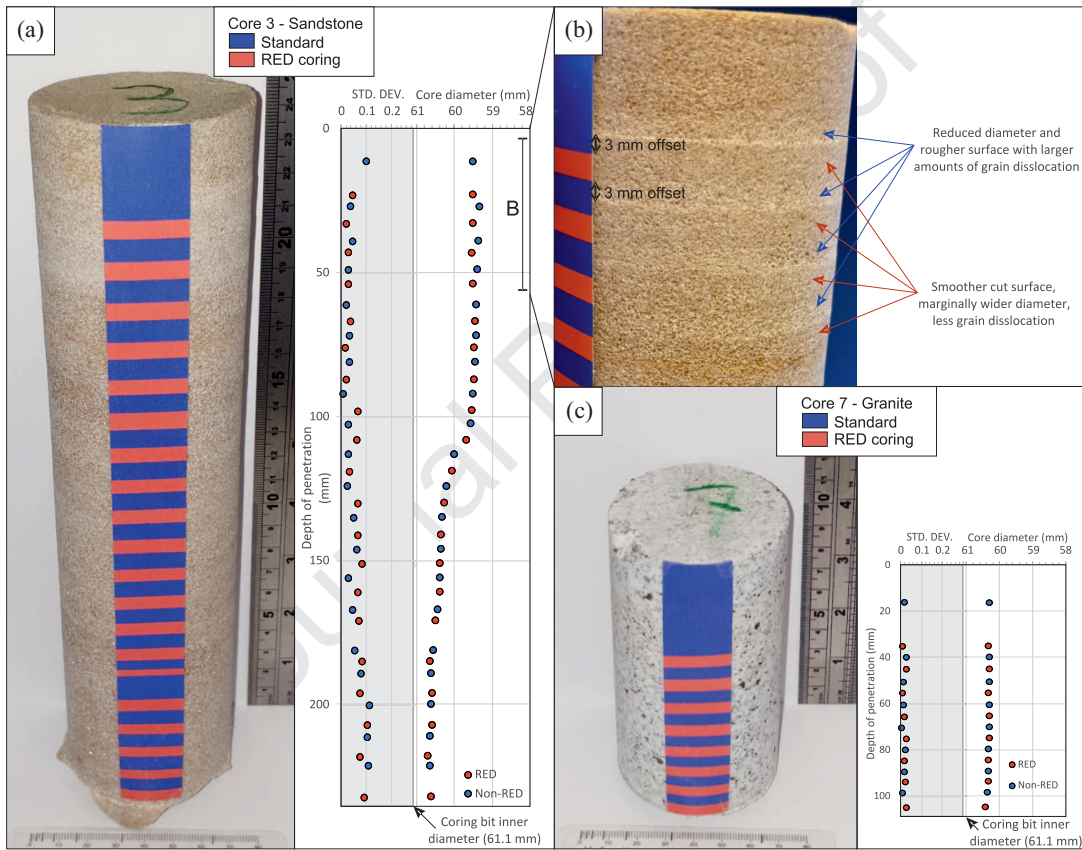 (a)
Core 3 - Sandstone
Standard
RED coring
3
STD. DEV.
Core diameter (mm)
0 0.1 0.2 61 60 59 58
0
50
100
150
200
Depth of penetration
(mm)
B
RED
Non-RED
Coring bit inner
diameter (61.1 mm)
(b)
3 mm offset
3 mm offset
Reduced diameter and
rougher surface with larger
amounts of grain dislocation
Smoother cut surface,
marginally wider diameter,
less grain dislocation
(c)
Core 7 - Granite
Standard
RED coring
7
STD. DEV.
Core diameter (mm)
0 0.1 0.2 61 60 59 58
0
20
40
60
80
100
Depth of penetration (mm)
RED
Non-RED
Coring bit inner
diameter (61.1 mm)